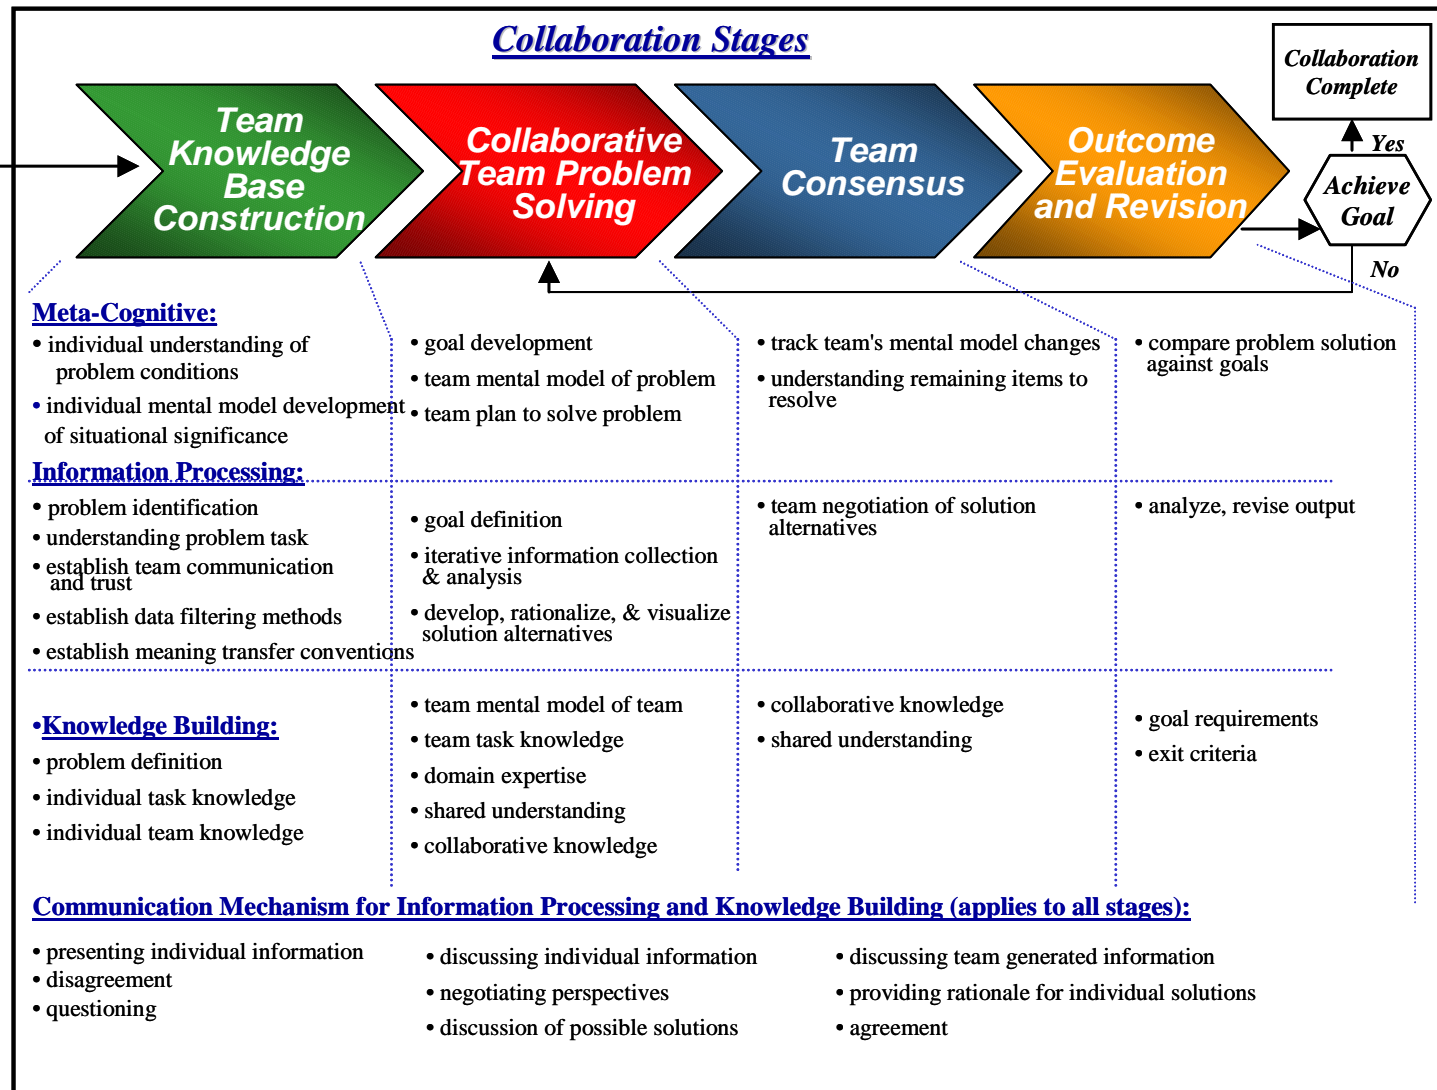 Collaboration Stages
Collaboration
Complete
Team
Knowledge
Base
Construction
Collaborative
Team Problem
Solving
Team
Consensus
Outcome
Evaluation
and Revision
Yes
Achieve
Goal
No
Meta-Cognitive:
• individual understanding of
problem conditions
• individual mental model development
of situational significance
• goal development
• team mental model of problem
• team plan to solve problem
• track team's mental model changes
• understanding remaining items to
resolve
• compare problem solution
against goals
Information Processing:
• problem identification
• understanding problem task
• establish team communication
and trust
• establish data filtering methods
• establish meaning transfer conventions
• goal definition
• iterative information collection
& analysis
• develop, rationalize, & visualize
solution alternatives
• team negotiation of solution
alternatives
• analyze, revise output
•Knowledge Building:
• problem definition
• individual task knowledge
• individual team knowledge
• team mental model of team
• team task knowledge
• domain expertise
• shared understanding
• collaborative knowledge
• collaborative knowledge
• shared understanding
• goal requirements
• exit criteria
Communication Mechanism for Information Processing and Knowledge Building (applies to all stages):
• presenting individual information
• disagreement
• questioning
• discussing individual information
• negotiating perspectives
• discussion of possible solutions
• discussing team generated information
• providing rationale for individual solutions
• agreement